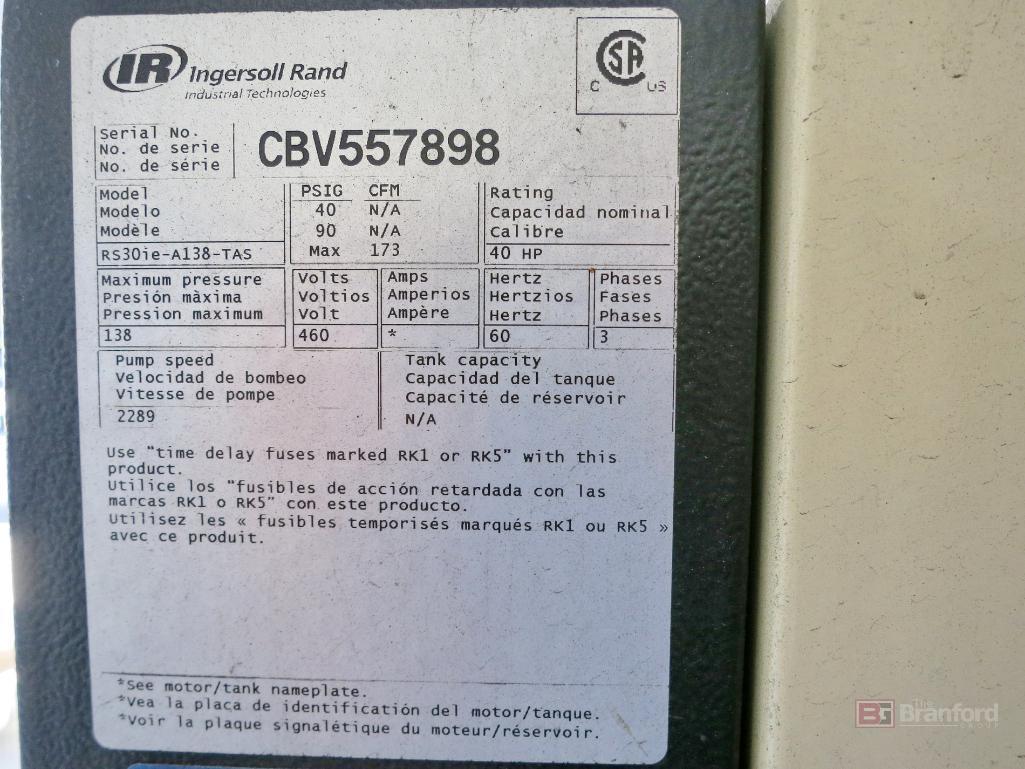 IR Ingersoll Rand
Industrial Technologies
CSA
C US
Serial No.
No. de serie
No. de série
CBV557898
Model
Modelo
Modèle
RS30ie-A138-TAS
PSIG CFM
40 N/A
90 N/A
Max 173
Rating
Capacidad nominal
Calibre
40 HP
Maximum pressure
Presión màxima
Pression maximum
138
Volts
Voltios
Volt
460
Amps
Amperios
Ampère
*
Hertz
Hertzios
Hertz
60
Phases
Fases
Phases
3
Pump speed
Velocidad de bombeo
Vitesse de pompe
2289
Tank capacity
Capacidad del tanque
Capacité de réservoir
N/A
Use "time delay fuses marked RK1 or RK5" with this
product.
Utilice los "fusibles de acción retardada con las
marcas RK1 o RK5" con este producto.
Utilisez les « fusibles temporisés marqués RK1 ou RK5 »
avec ce produit.
*See motor/tank nameplate.
*Vea la placa de identificación del motor/tanque.
*Voir la plaque signalétique du moteur/réservoir.
BG The
Branford